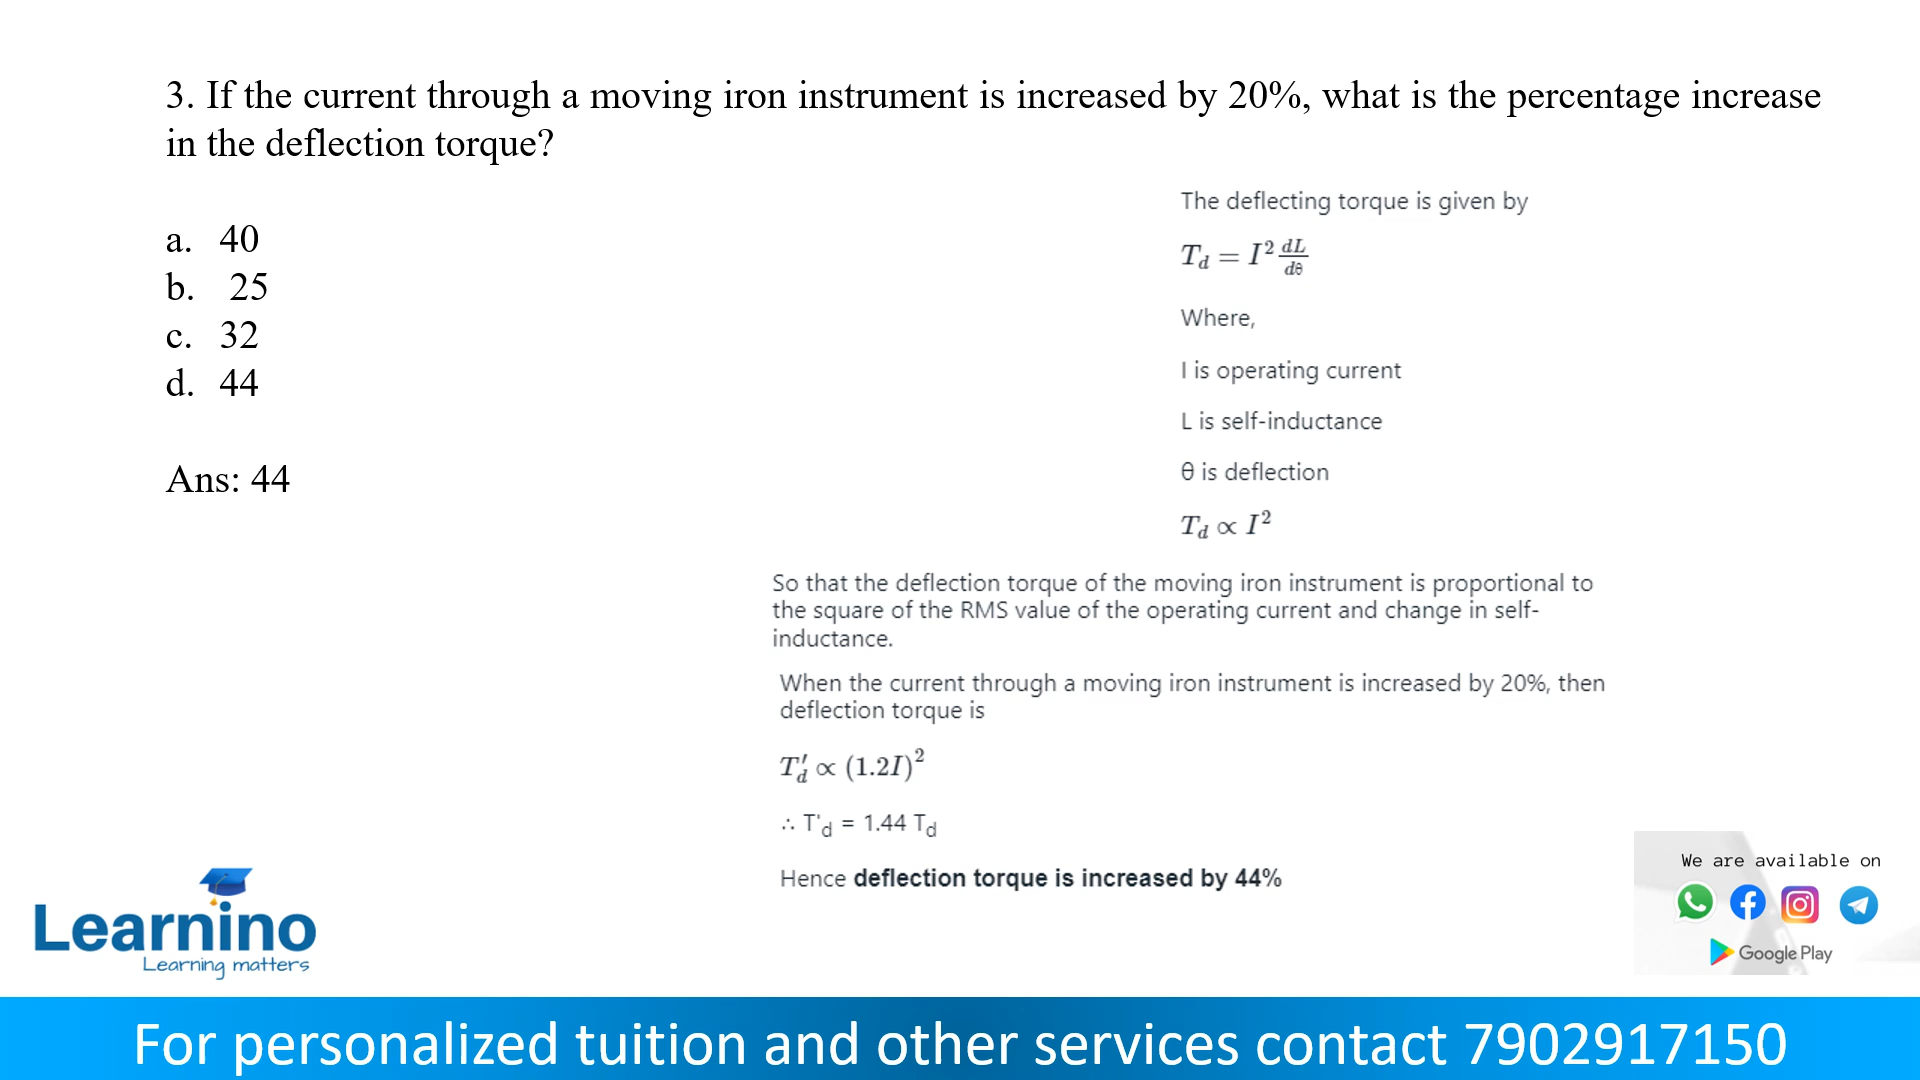 3. If the current through a moving iron instrument is increased by 20%, what is the percentage increase
in the deflection torque?
a. 40
b. 25
c. 32
d. 44
Ans: 44
The deflecting torque is given by
T_d = I² dL/dθ
Where,
I is operating current
L is self-inductance
θ is deflection
T_d ∝ I²
So that the deflection torque of the moving iron instrument is proportional to
the square of the RMS value of the operating current and change in self-
inductance.
When the current through a moving iron instrument is increased by 20%, then
deflection torque is
T′_d ∝ (1.2I)²
∴ T'd = 1.44 Td
Hence deflection torque is increased by 44%
Learnino
Learning matters
We are available on
Google Play
For personalized tuition and other services contact 7902917150